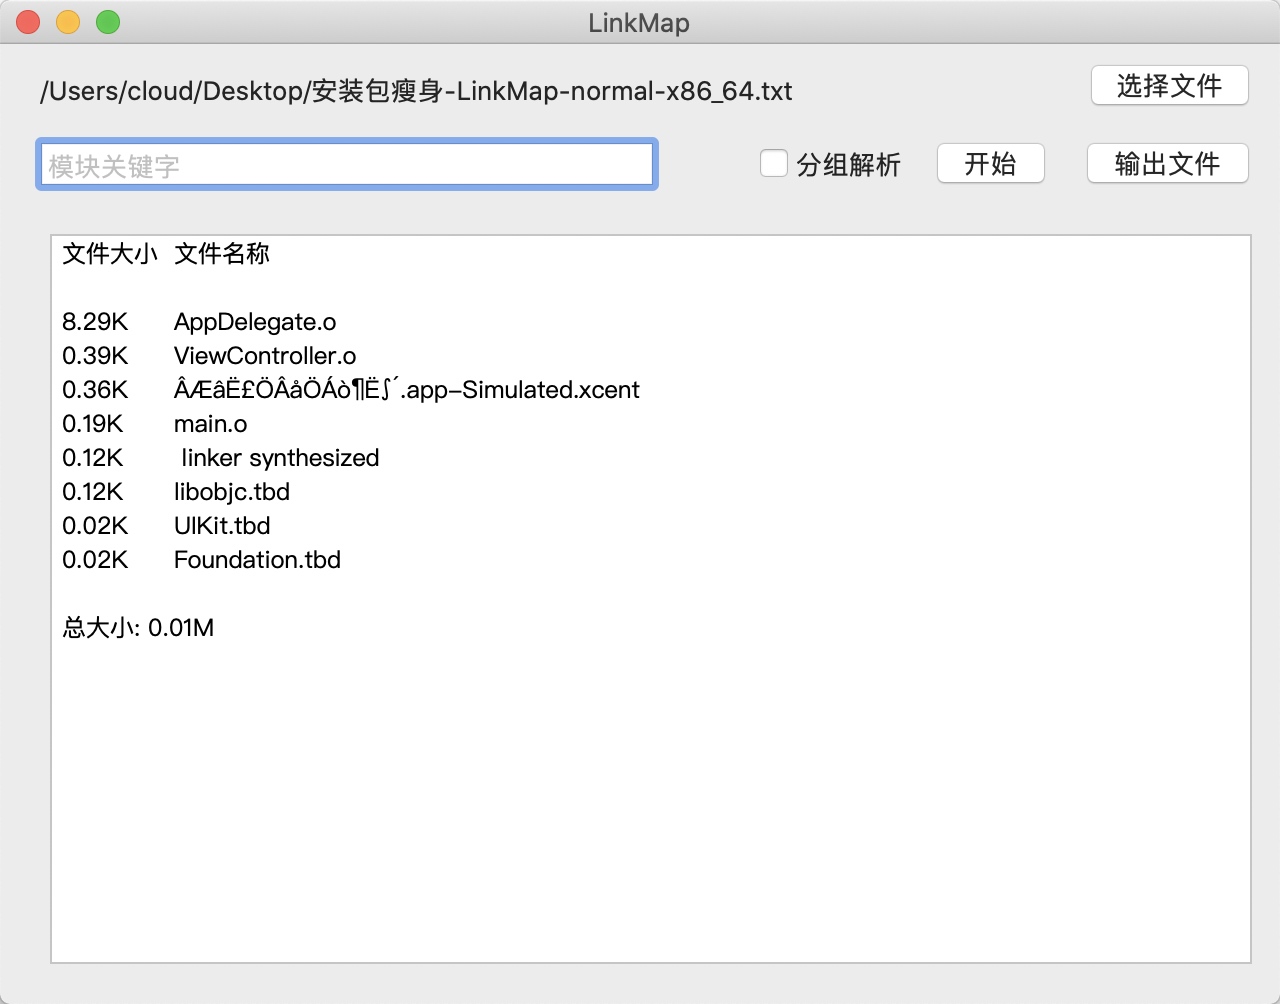 LinkMap
/Users/cloud/Desktop/安装包瘦身-LinkMap-normal-x86_64.txt 选择文件
模块关键字 分组解析 开始 输出文件
文件大小 文件名称
8.29K AppDelegate.o
0.39K ViewController.o
0.36K ÂÆâË£ÖÂåÖÁò¶Ë∫´.app-Simulated.xcent
0.19K main.o
0.12K linker synthesized
0.12K libobjc.tbd
0.02K UIKit.tbd
0.02K Foundation.tbd
总大小: 0.01M